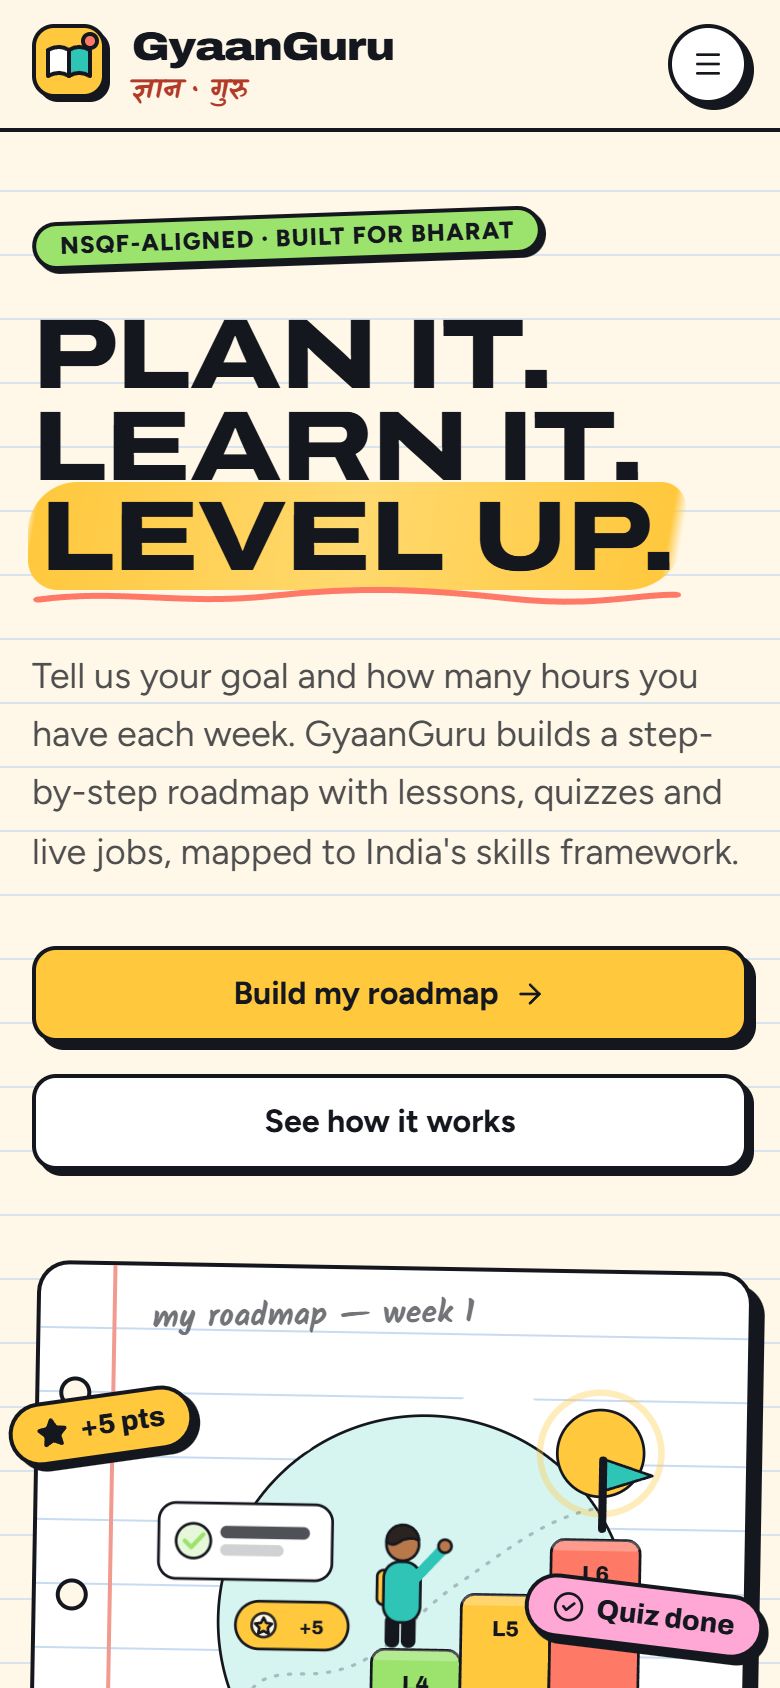 GyaanGuru
ज्ञान · गुरु
NSQF-ALIGNED · BUILT FOR BHARAT
PLAN IT.
LEARN IT.
LEVEL UP.
Tell us your goal and how many hours you
have each week. GyaanGuru builds a step-
by-step roadmap with lessons, quizzes and
live jobs, mapped to India's skills framework.
Build my roadmap →
See how it works
my roadmap — week 1
+5 pts
L6
Quiz done
+5
L5
L4